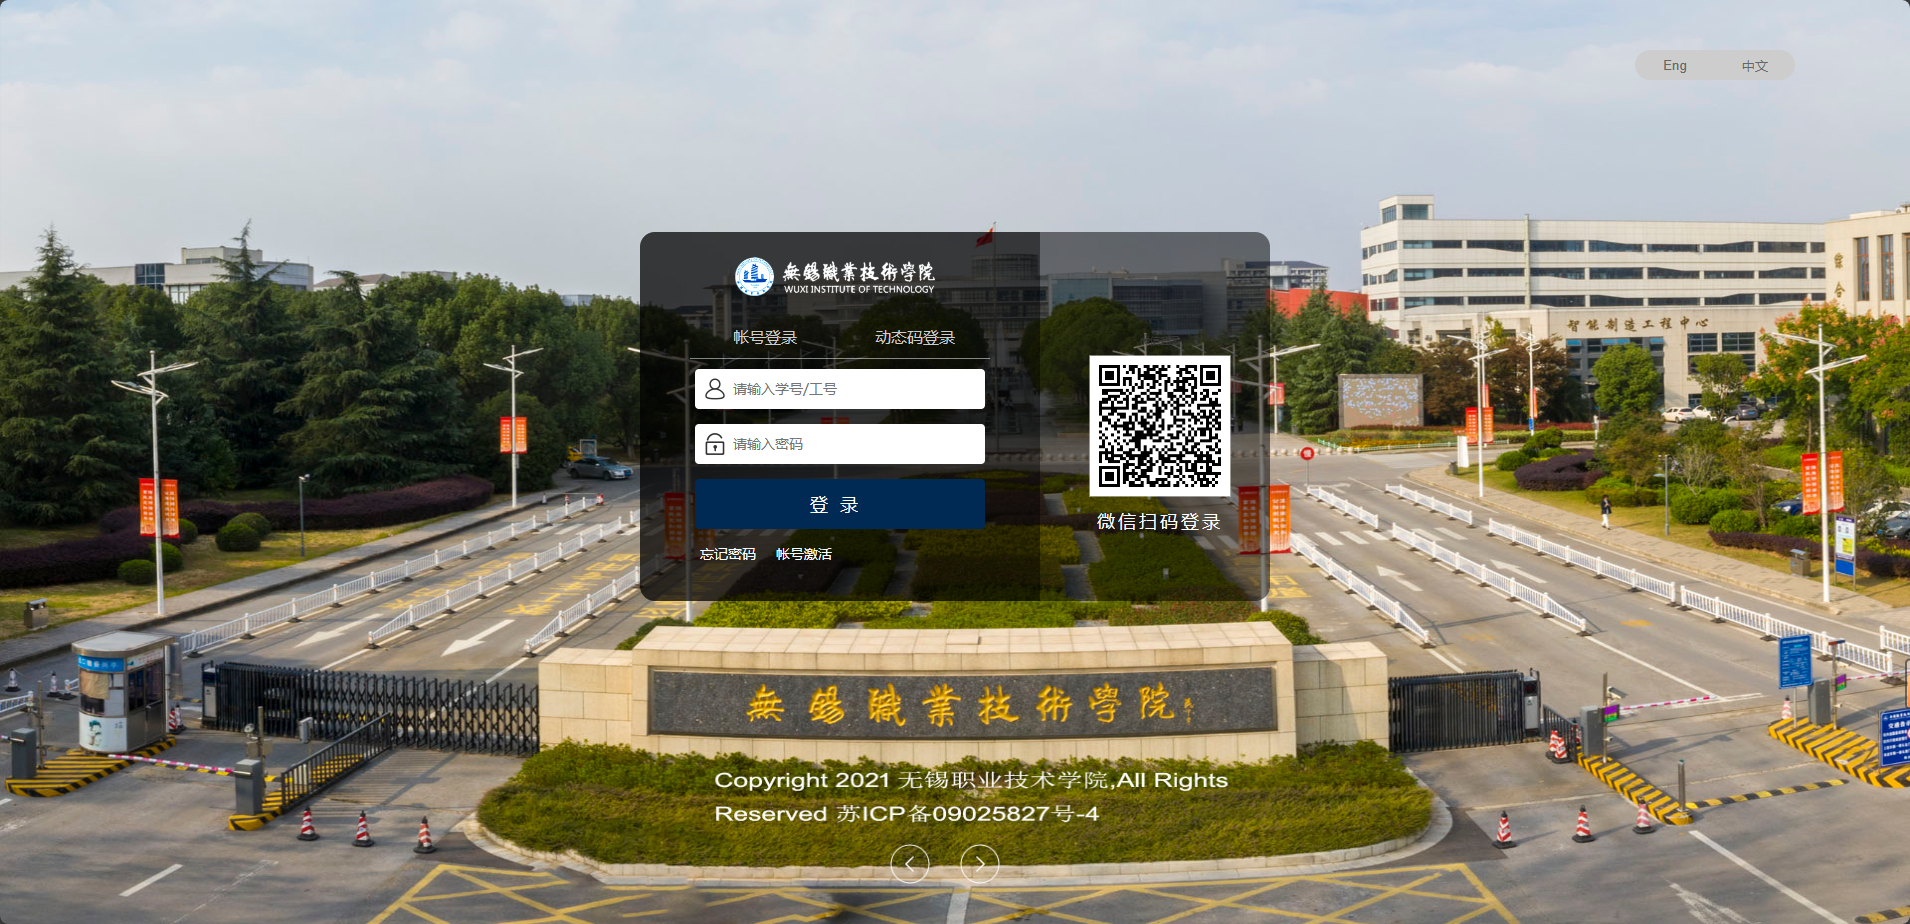 Eng 中文
無錫職業技術學院
WUXI INSTITUTE OF TECHNOLOGY
帐号登录 动态码登录
请输入学号/工号
请输入密码
登 录
忘记密码 帐号激活
微信扫码登录
智能制造工程中心
综合
無錫職業技術學院
Copyright 2021 无锡职业技术学院,All Rights
Reserved 苏ICP备09025827号-4